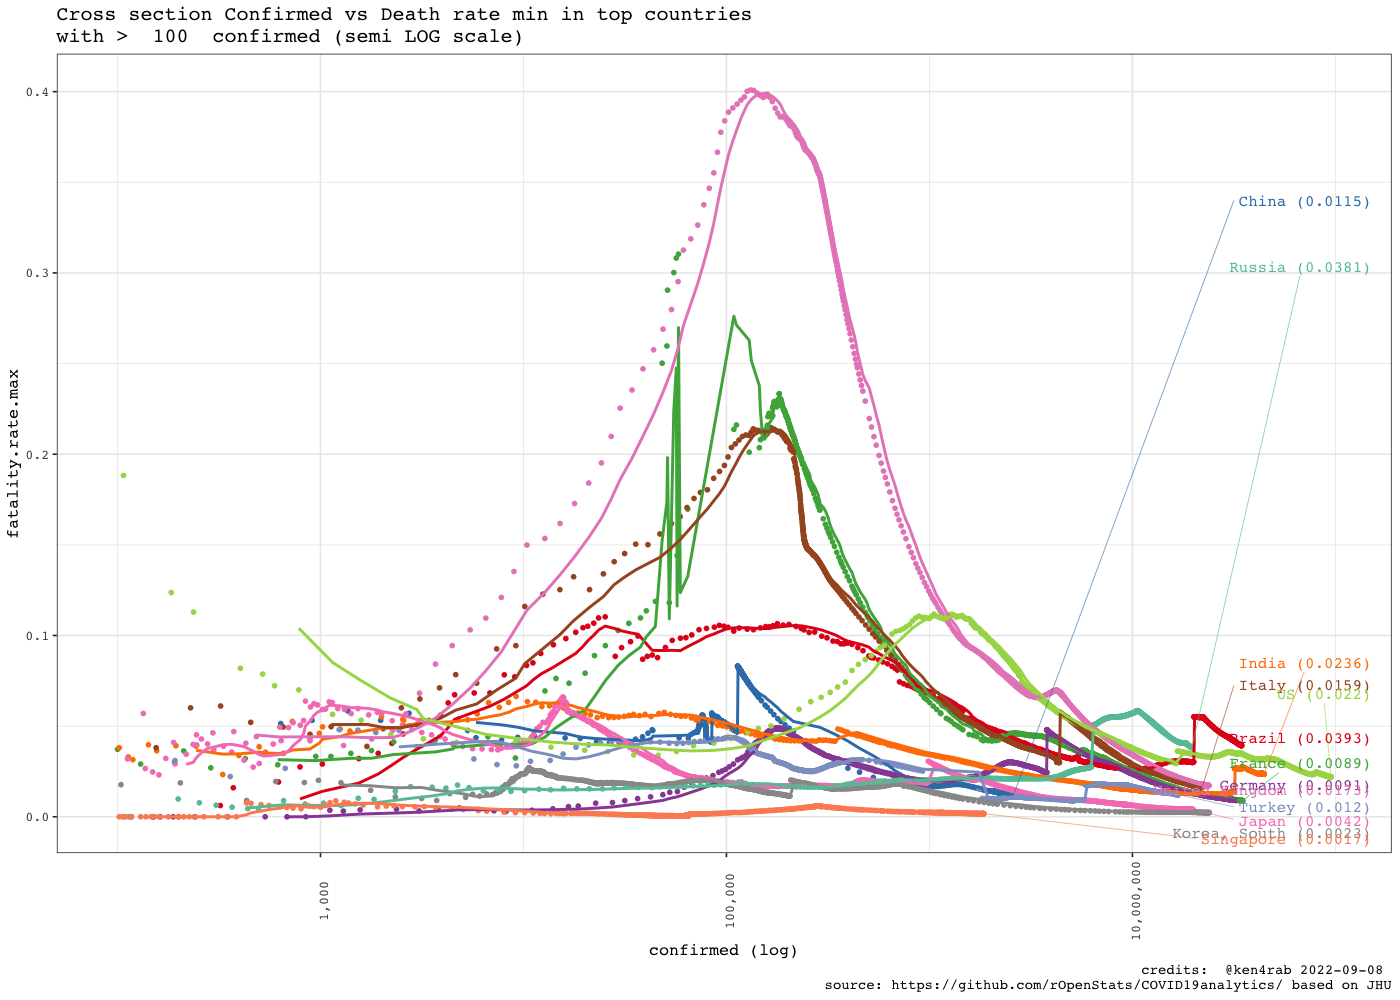 Cross section Confirmed vs Death rate min in top countries
with >  100  confirmed (semi LOG scale)
fatality.rate.max
0.4
0.3
0.2
0.1
0.0
China (0.0115)
Russia (0.0381)
India (0.0236)
Italy (0.0159)
US (0.022)
Brazil (0.0393)
France (0.0089)
Germany (0.0091)
Turkey (0.012)
Japan (0.0042)
Korea, South (0.0023)
Singapore (0.0017)
1,000
100,000
10,000,000
confirmed (log)
credits:  @ken4rab 2022-09-08
source: https://github.com/rOpenStats/COVID19analytics/ based on JHU